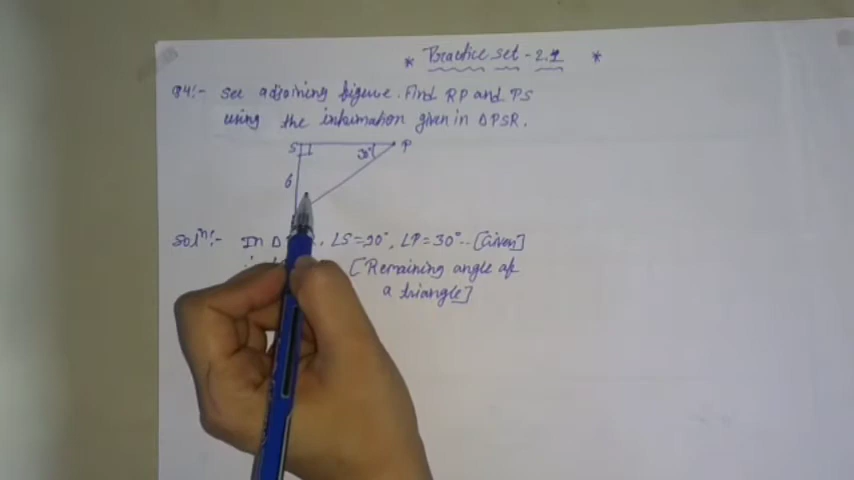 * Practice set - 2.1 *
Q4!- See adjoining figure. Find RP and PS
using the information given in ΔPSR.
S 30° P
6
Solⁿ:- In Δ R, ∠S=90°, ∠P=30°-- [Given]
[Remaining angle of
a triangle]